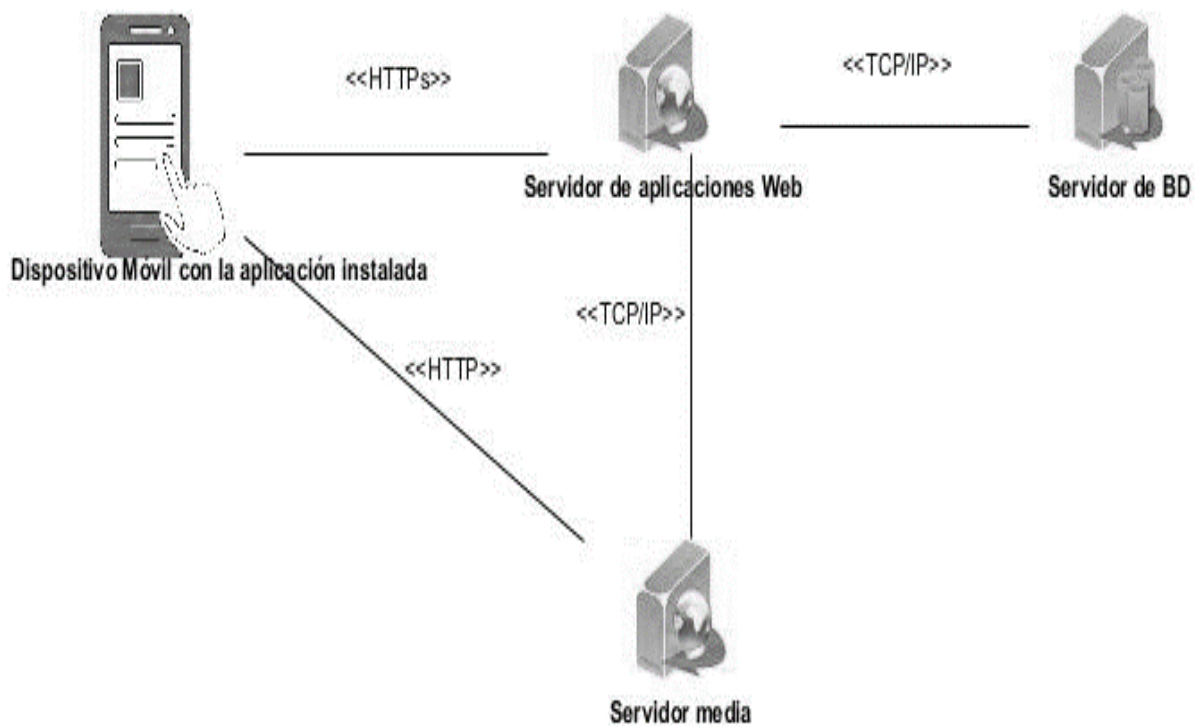 <<HTTPs>>
<<TCP/IP>>
Servidor de aplicaciones Web
Servidor de BD
Dispositivo Móvil con la aplicación instalada
<<TCP/IP>>
<<HTTP>>
Servidor media